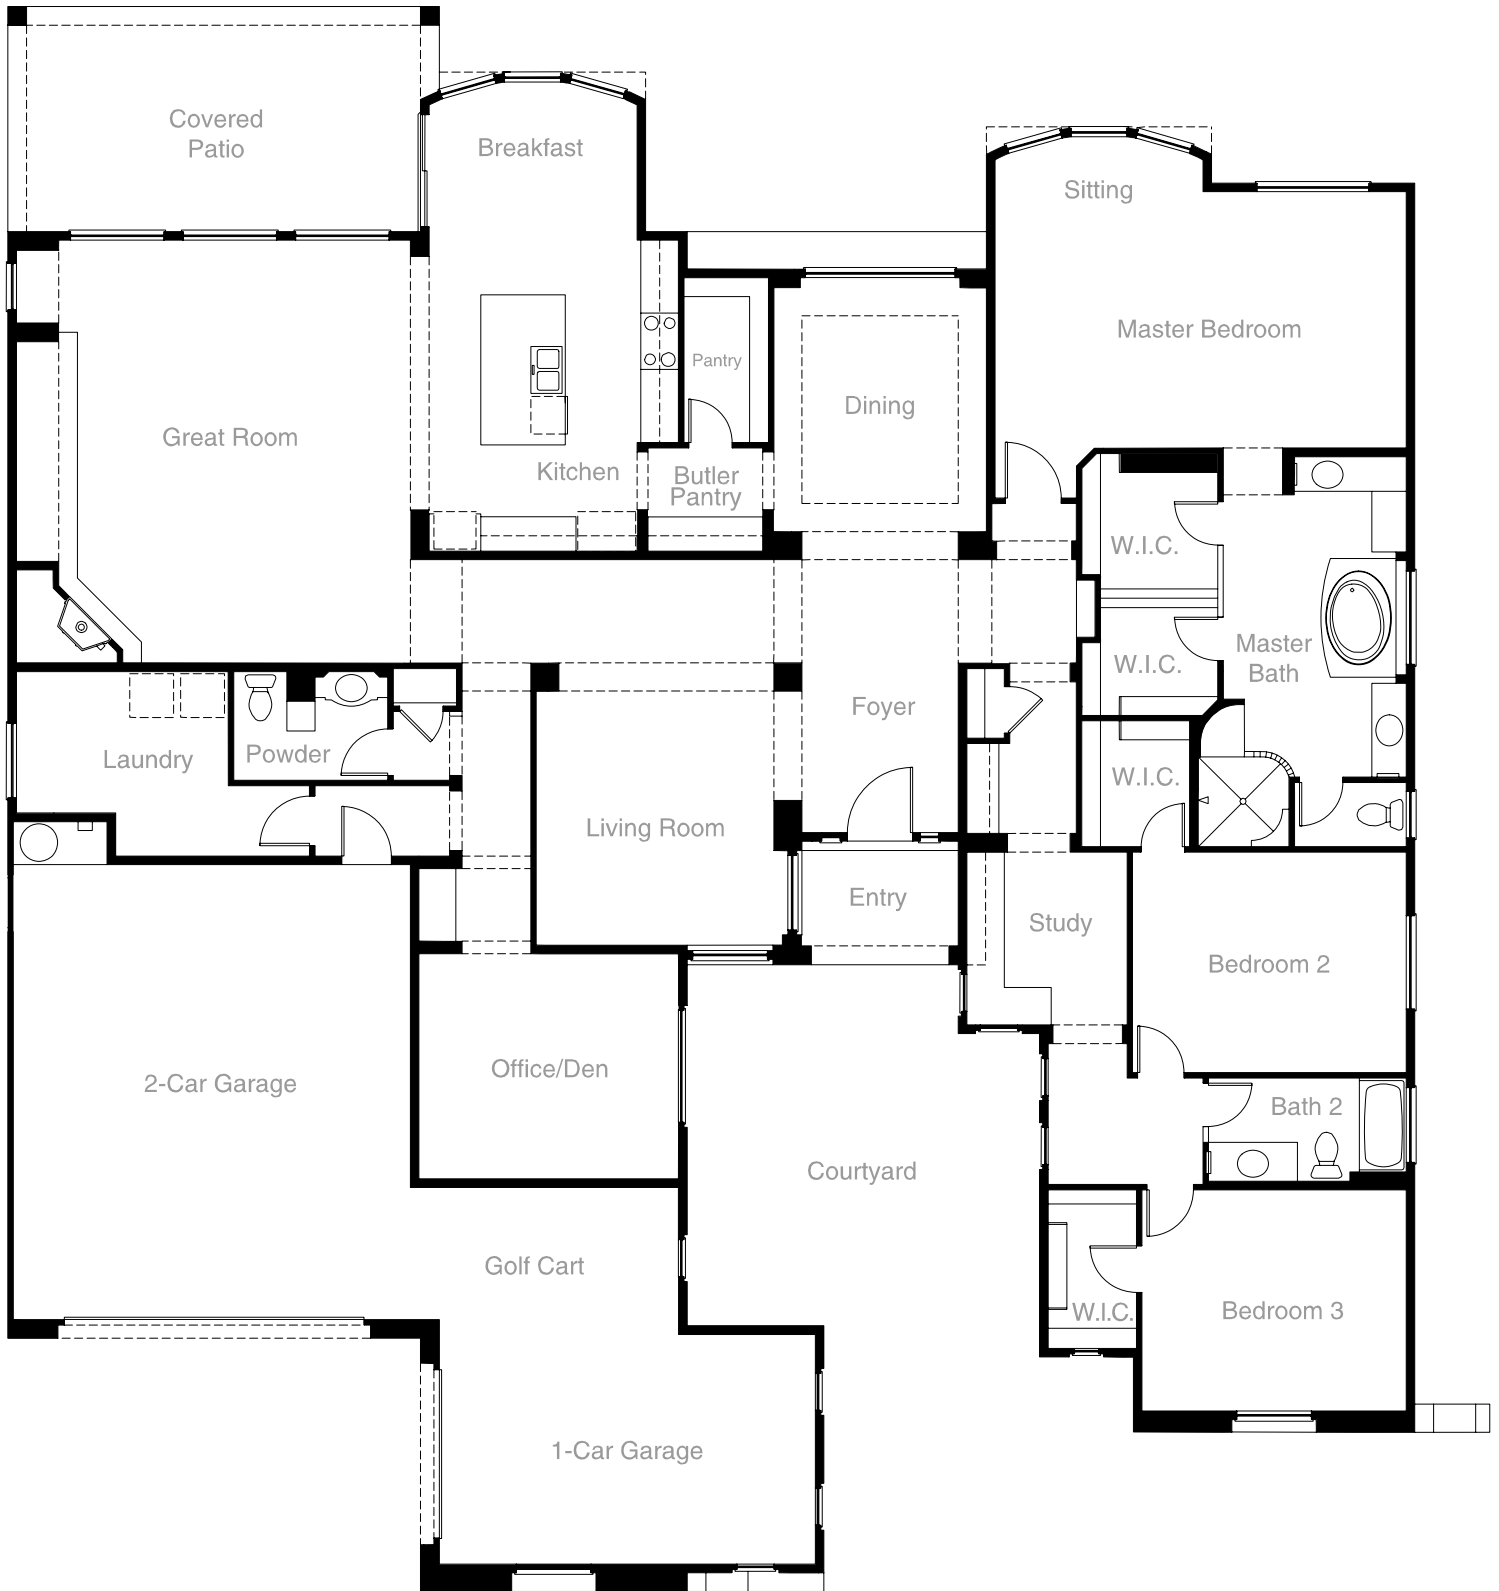 Covered
Patio
Breakfast
Sitting
Master Bedroom
Pantry
Dining
Great Room
Kitchen
Butler
Pantry
W.I.C.
Master
Bath
W.I.C.
Foyer
Laundry
Powder
W.I.C.
Living Room
Entry
Study
Bedroom 2
Office/Den
2-Car Garage
Bath 2
Courtyard
Golf Cart
W.I.C.
Bedroom 3
1-Car Garage